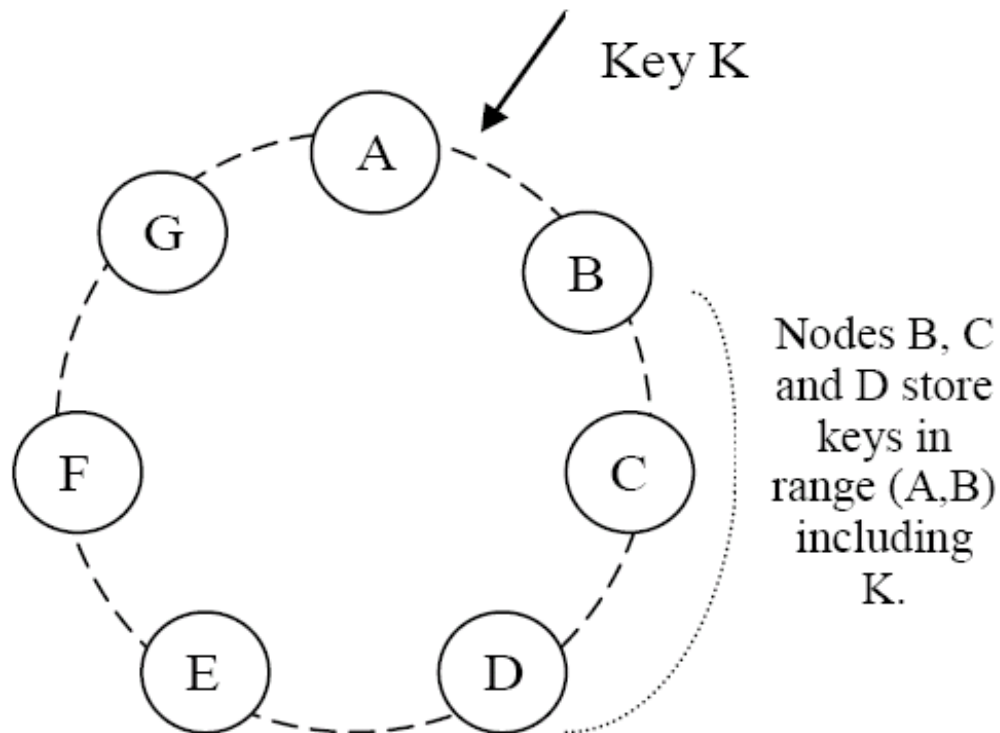 Key K
A
G
B
F
C
E
D
Nodes B, C
and D store
keys in
range (A,B)
including
K.